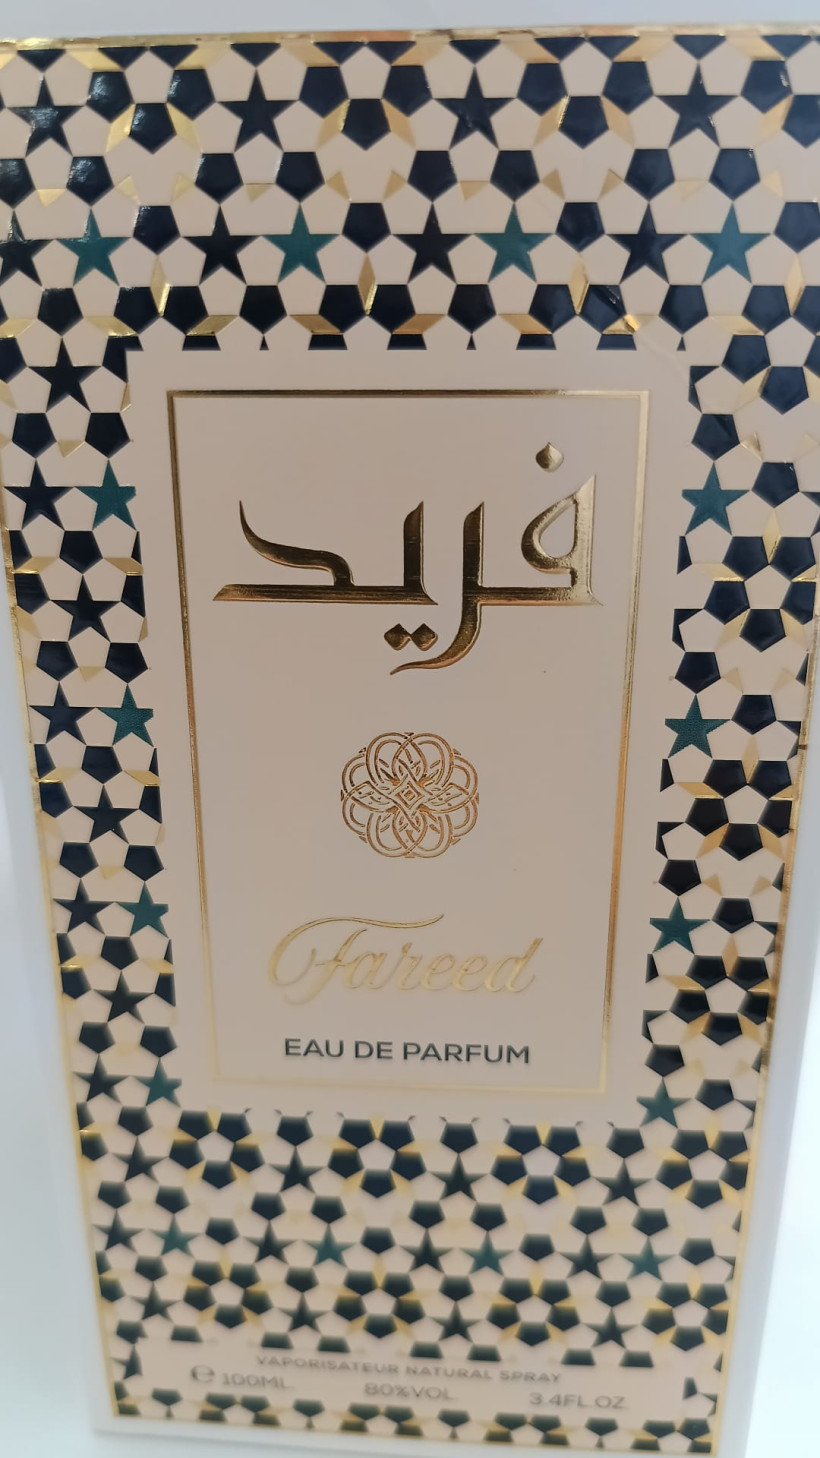 فريد
Fareed
EAU DE PARFUM
VAPORISATEUR NATURAL SPRAY
℮ 100ML 80%VOL 3.4FL.OZ.